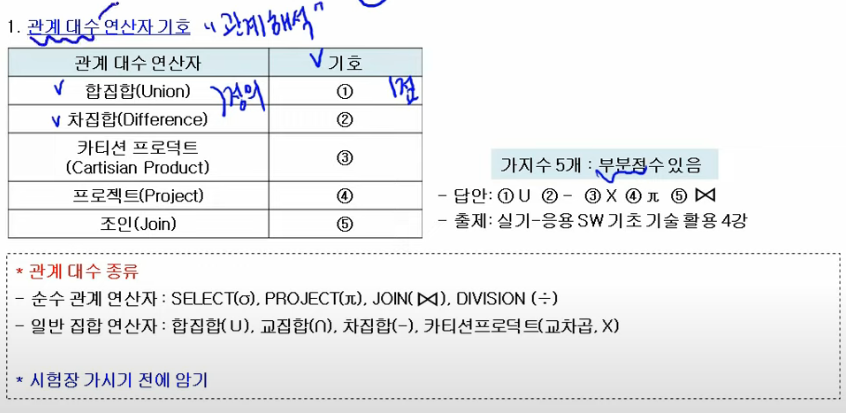 1. 관계 대수 연산자 기호 "관계해석"
관계 대수 연산자 기호
합집합(Union) 정의 ① 1점
차집합(Difference) ②
카티션 프로덕트
(Cartisian Product) ③
프로젝트(Project) ④
조인(Join) ⑤
가지수 5개 : 부분점수 있음
- 답안: ① U ② - ③ X ④ π ⑤ ⋈
- 출제: 실기-응용 SW 기초 기술 활용 4강
* 관계 대수 종류
- 순수 관계 연산자 : SELECT(σ), PROJECT(π), JOIN(⋈), DIVISION (÷)
- 일반 집합 연산자 : 합집합(∪), 교집합(∩), 차집합(-), 카티션프로덕트(교차곱, X)
* 시험장 가시기 전에 암기